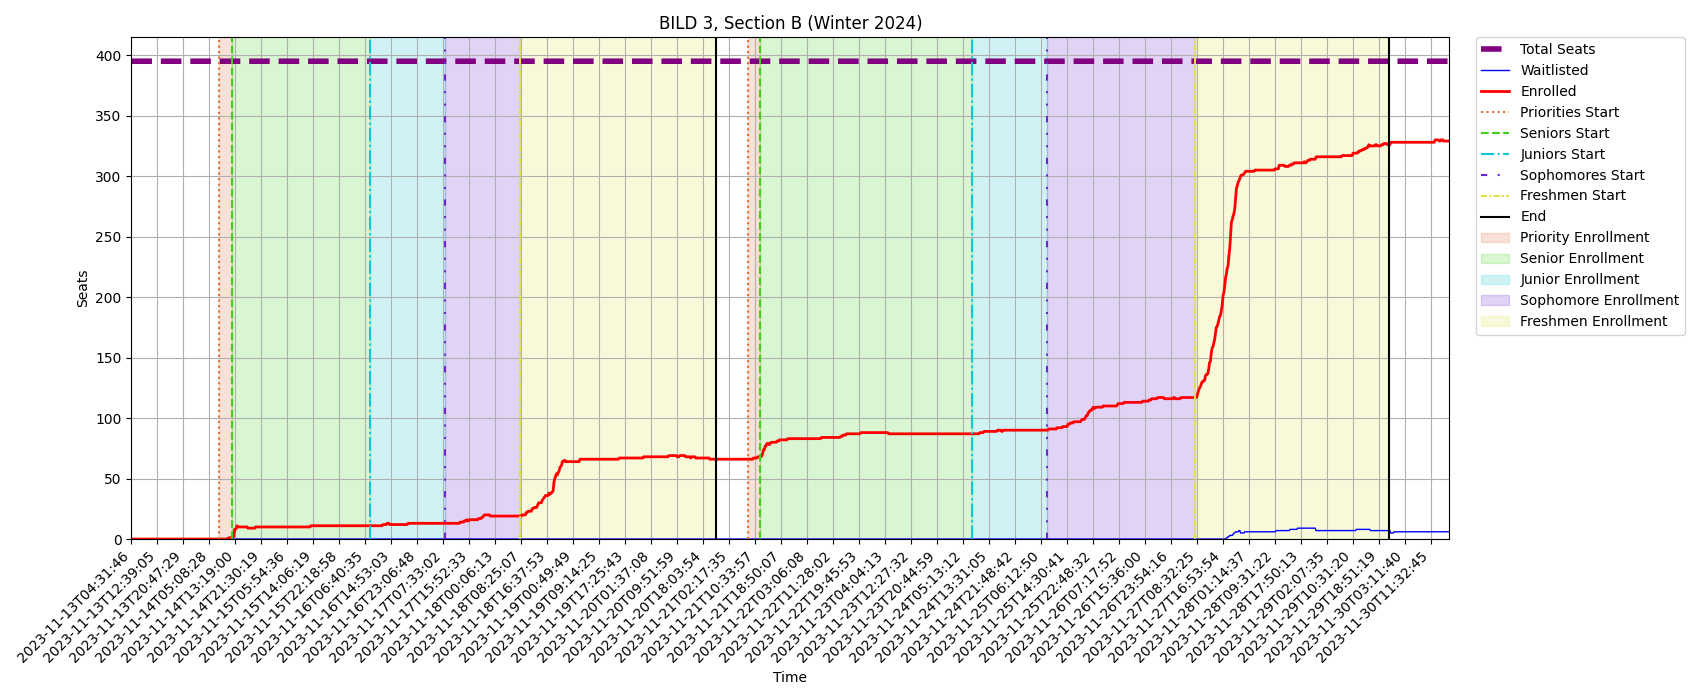 BILD 3, Section B (Winter 2024)
Seats
400
350
300
250
200
150
100
50
0
2023-11-13T04:31:46
2023-11-13T12:39:05
2023-11-13T20:47:29
2023-11-14T05:08:28
2023-11-14T13:19:00
2023-11-14T21:30:19
2023-11-15T05:54:36
2023-11-15T14:06:19
2023-11-15T22:18:58
2023-11-16T06:40:35
2023-11-16T14:53:03
2023-11-16T23:06:48
2023-11-17T07:33:02
2023-11-17T15:52:33
2023-11-18T00:06:13
2023-11-18T08:25:07
2023-11-18T16:37:53
2023-11-19T00:49:49
2023-11-19T09:14:25
2023-11-19T17:25:43
2023-11-20T01:37:08
2023-11-20T09:51:59
2023-11-20T18:03:54
2023-11-21T02:17:35
2023-11-21T10:33:57
2023-11-21T18:50:07
2023-11-22T03:06:08
2023-11-22T11:28:02
2023-11-22T19:45:53
2023-11-23T04:04:13
2023-11-23T12:27:32
2023-11-23T20:44:59
2023-11-24T05:13:12
2023-11-24T13:31:05
2023-11-24T21:48:42
2023-11-25T06:12:50
2023-11-25T14:30:41
2023-11-25T22:48:32
2023-11-26T07:17:52
2023-11-26T15:36:00
2023-11-26T23:54:16
2023-11-27T08:32:25
2023-11-27T16:53:54
2023-11-28T01:14:37
2023-11-28T09:31:22
2023-11-28T17:50:13
2023-11-29T02:07:35
2023-11-29T10:31:20
2023-11-29T18:51:19
2023-11-30T03:11:40
2023-11-30T11:32:45
Time
Total Seats
Waitlisted
Enrolled
Priorities Start
Seniors Start
Juniors Start
Sophomores Start
Freshmen Start
End
Priority Enrollment
Senior Enrollment
Junior Enrollment
Sophomore Enrollment
Freshmen Enrollment